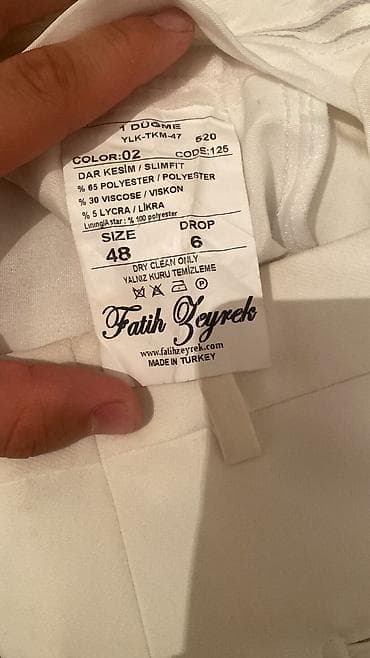 1 DÜĞME
YLK-TKM-47 520
COLOR:02 CODE:125
DAR KESİM / SLIMFIT
% 65 POLYESTER / POLYESTER
% 30 VISCOSE / VISKON
% 5 LYCRA / LİKRA
Lining/Astar : % 100 polyester
SIZE DROP
48 6
DRY CLEAN ONLY
YALNIZ KURU TEMİZLEME
P
Fatih Zeyrek
www.fatihzeyrek.com
MADE IN TURKEY